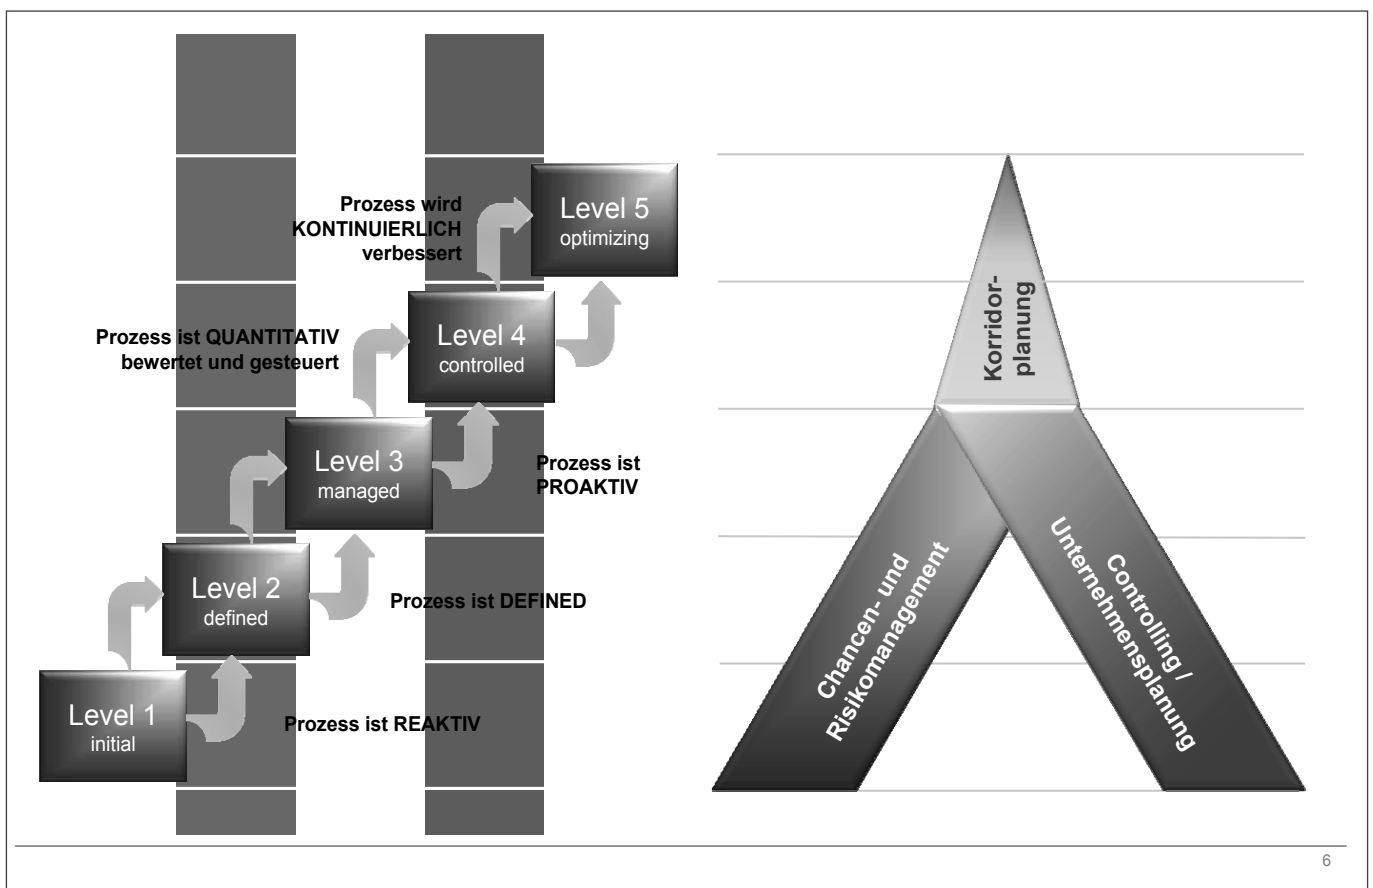 Prozess wird
KONTINUIERLICH
verbessert
Level 5
optimizing
Prozess ist QUANTITATIV
bewertet und gesteuert
Level 4
controlled
Level 3
managed
Prozess ist
PROAKTIV
Level 2
defined
Prozess ist DEFINED
Level 1
initial
Prozess ist REAKTIV
Korridor-
planung
Chancen- und
Risikomanagement
Controlling /
Unternehmensplanung
6